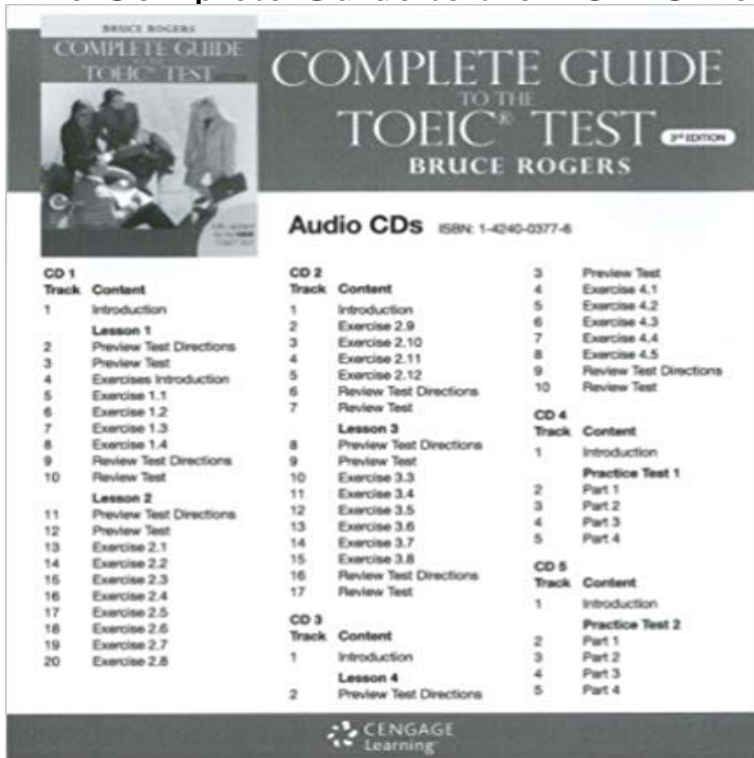 BRUCE ROGERS
COMPLETE GUIDE
TO THE
TOEIC® TEST
COMPLETE GUIDE
TO THE
TOEIC® TEST
3rd EDITION
BRUCE ROGERS
Audio CDs ISBN: 1-4240-0377-6
CD 1
Track Content
1 Introduction
Lesson 1
2 Preview Test Directions
3 Preview Test
4 Exercises Introduction
5 Exercise 1.1
6 Exercise 1.2
7 Exercise 1.3
8 Exercise 1.4
9 Review Test Directions
10 Review Test
Lesson 2
11 Preview Test Directions
12 Preview Test
13 Exercise 2.1
14 Exercise 2.2
15 Exercise 2.3
16 Exercise 2.4
17 Exercise 2.5
18 Exercise 2.6
19 Exercise 2.7
20 Exercise 2.8
CD 2
Track Content
1 Introduction
2 Exercise 2.9
3 Exercise 2.10
4 Exercise 2.11
5 Exercise 2.12
6 Review Test Directions
7 Review Test
Lesson 3
8 Preview Test Directions
9 Preview Test
10 Exercise 3.3
11 Exercise 3.4
12 Exercise 3.5
13 Exercise 3.6
14 Exercise 3.7
15 Exercise 3.8
16 Review Test Directions
17 Review Test
CD 3
Track Content
1 Introduction
Lesson 4
2 Preview Test Directions
3 Preview Test
4 Exercise 4.1
5 Exercise 4.2
6 Exercise 4.3
7 Exercise 4.4
8 Exercise 4.5
9 Review Test Directions
10 Review Test
CD 4
Track Content
1 Introduction
Practice Test 1
2 Part 1
3 Part 2
4 Part 3
5 Part 4
CD 5
Track Content
1 Introduction
Practice Test 2
2 Part 1
3 Part 2
4 Part 3
5 Part 4
CENGAGE
Learning